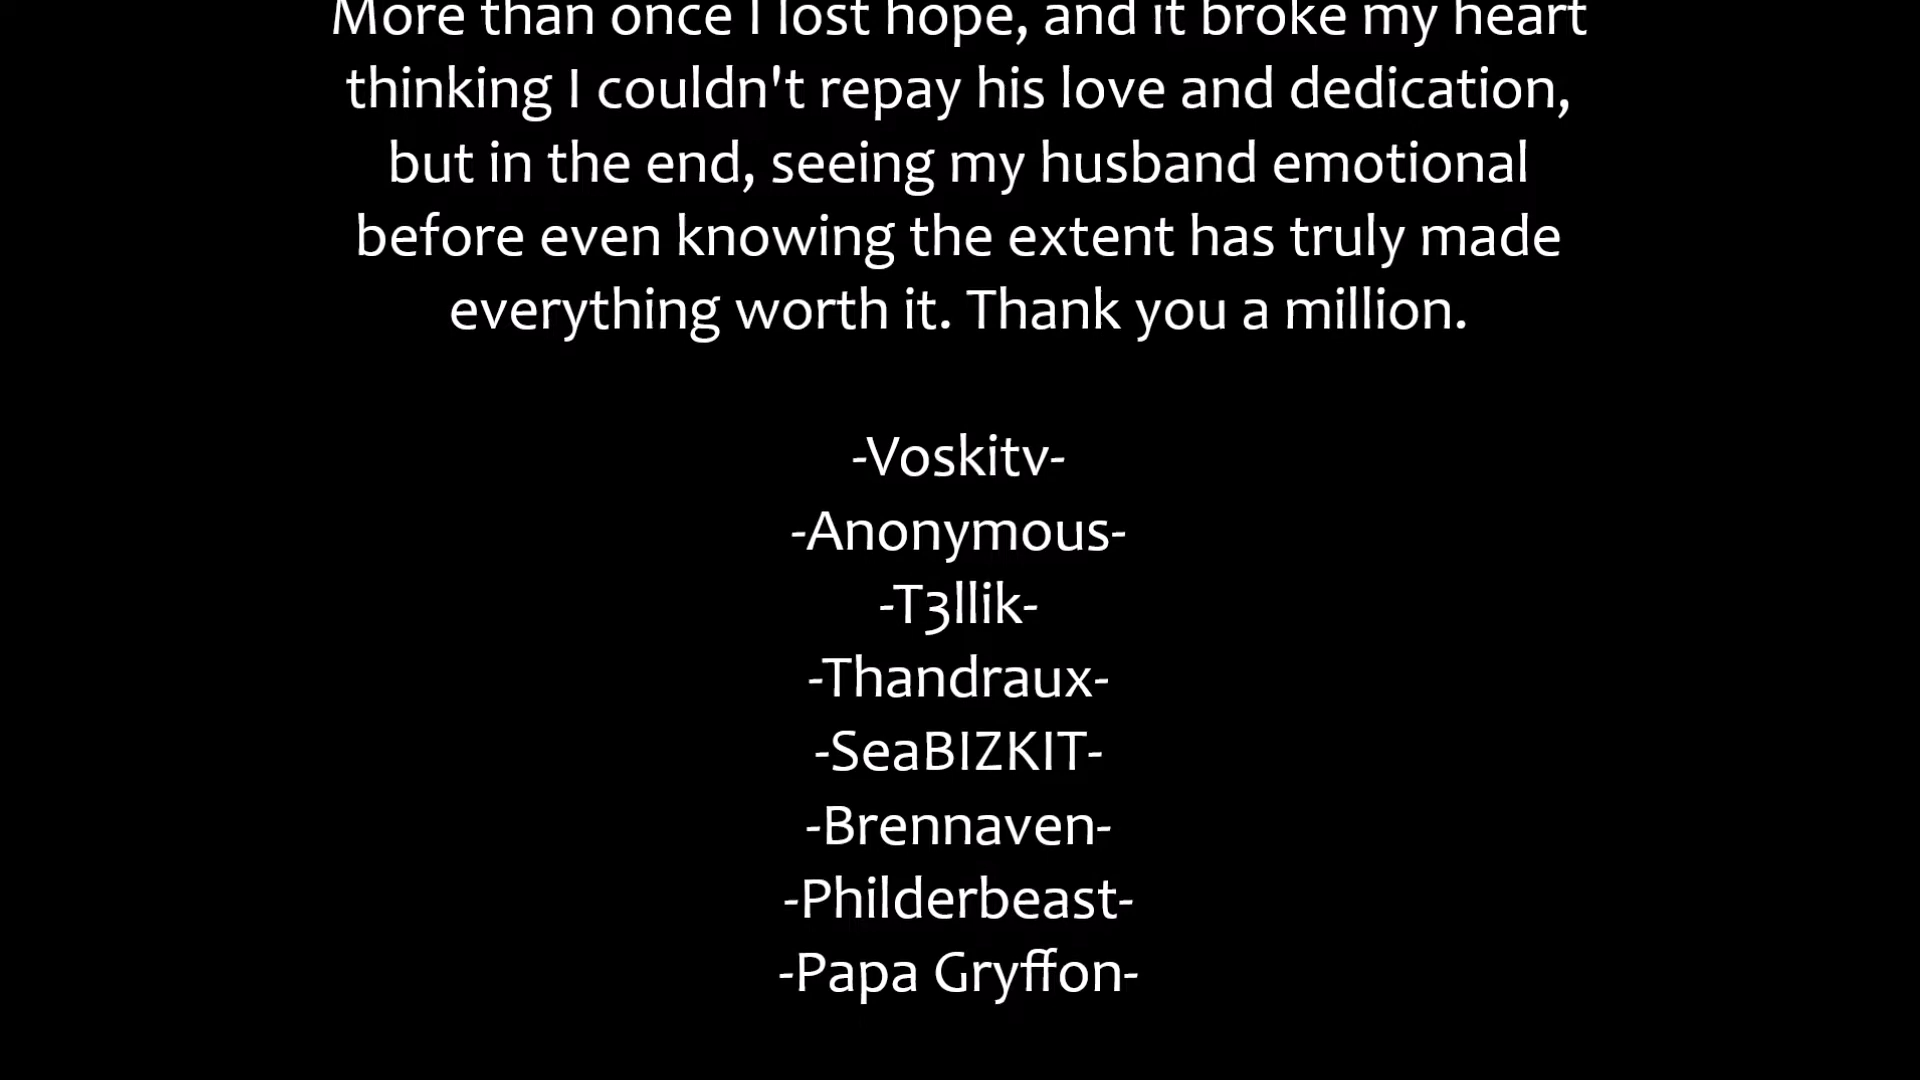 More than once I lost hope, and it broke my heart
thinking I couldn't repay his love and dedication,
but in the end, seeing my husband emotional
before even knowing the extent has truly made
everything worth it. Thank you a million.
-Voskitv-
-Anonymous-
-T3llik-
-Thandraux-
-SeaBIZKIT-
-Brennaven-
-Philderbeast-
-Papa Gryffon-